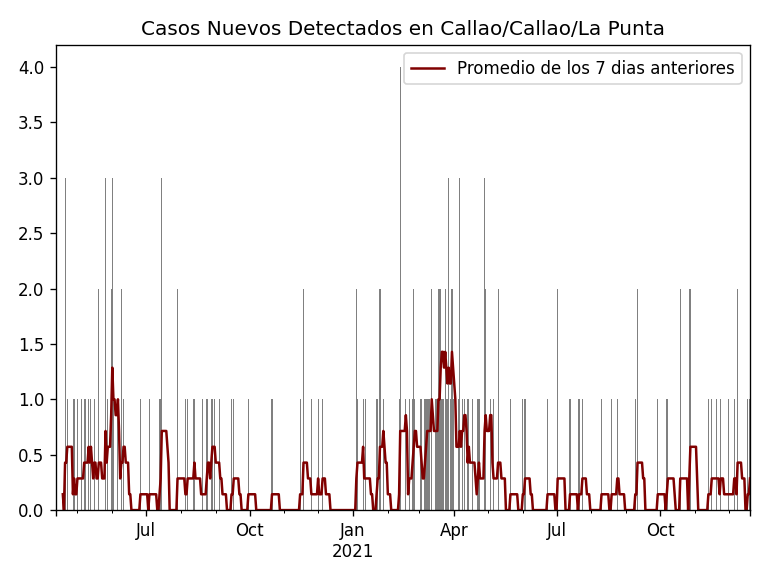 Casos Nuevos Detectados en Callao/Callao/La Punta
Promedio de los 7 dias anteriores
4.0
3.5
3.0
2.5
2.0
1.5
1.0
0.5
0.0
Jul
Oct
Jan
2021
Apr
Jul
Oct